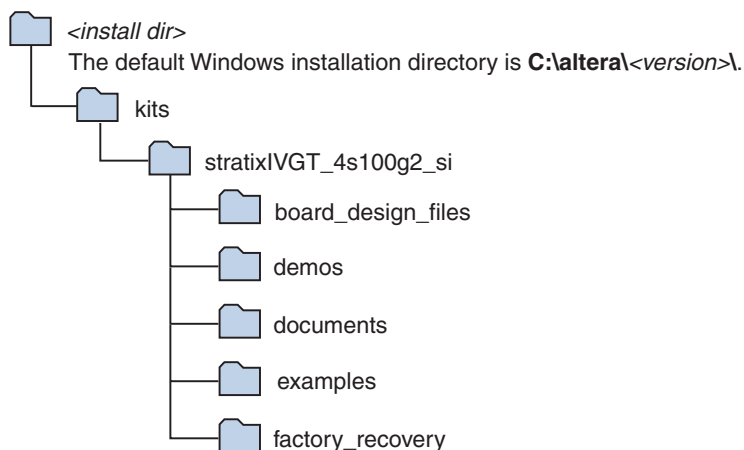 <install dir>
The default Windows installation directory is C:\altera\<version>\.
kits
stratixIVGT_4s100g2_si
board_design_files
demos
documents
examples
factory_recovery